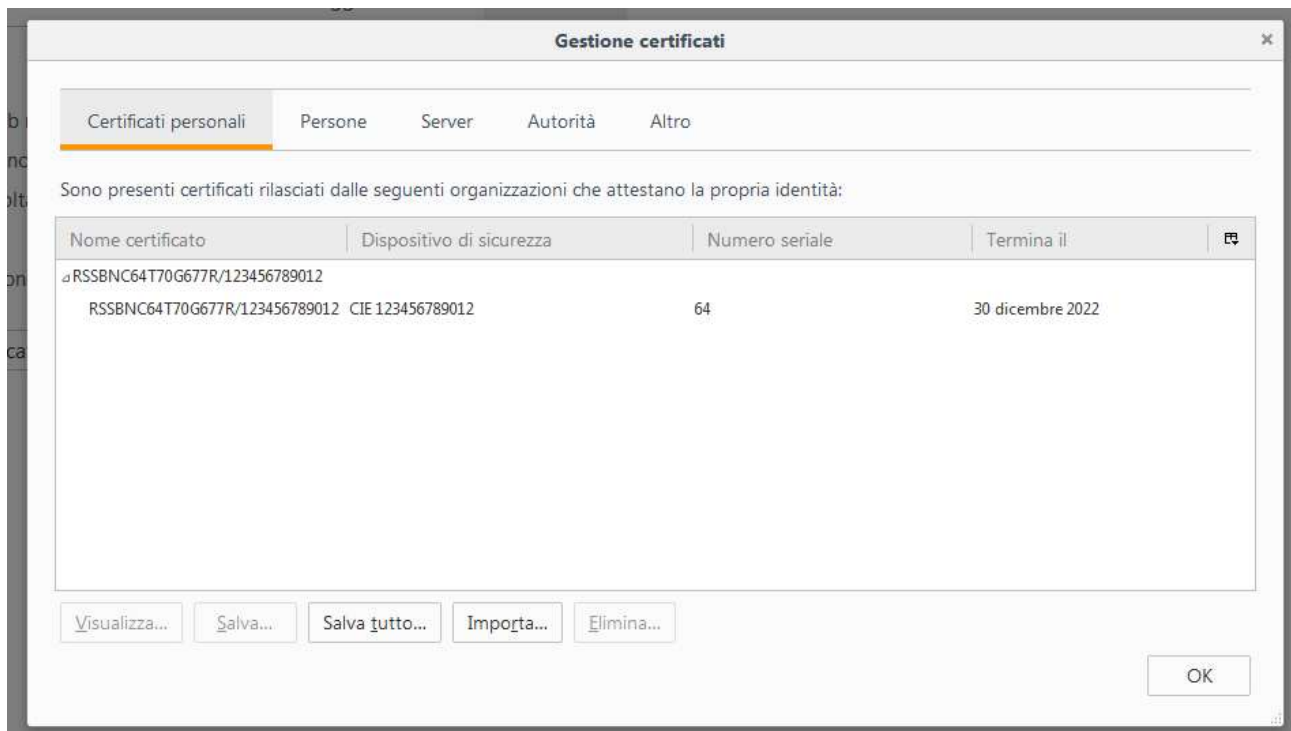 Gestione certificati
Certificati personali Persone Server Autorità Altro
Sono presenti certificati rilasciati dalle seguenti organizzazioni che attestano la propria identità:
Nome certificato Dispositivo di sicurezza Numero seriale Termina il
RSSBNC64T70G677R/123456789012
RSSBNC64T70G677R/123456789012 CIE 123456789012 64 30 dicembre 2022
Visualizza... Salva... Salva tutto... Importa... Elimina...
OK